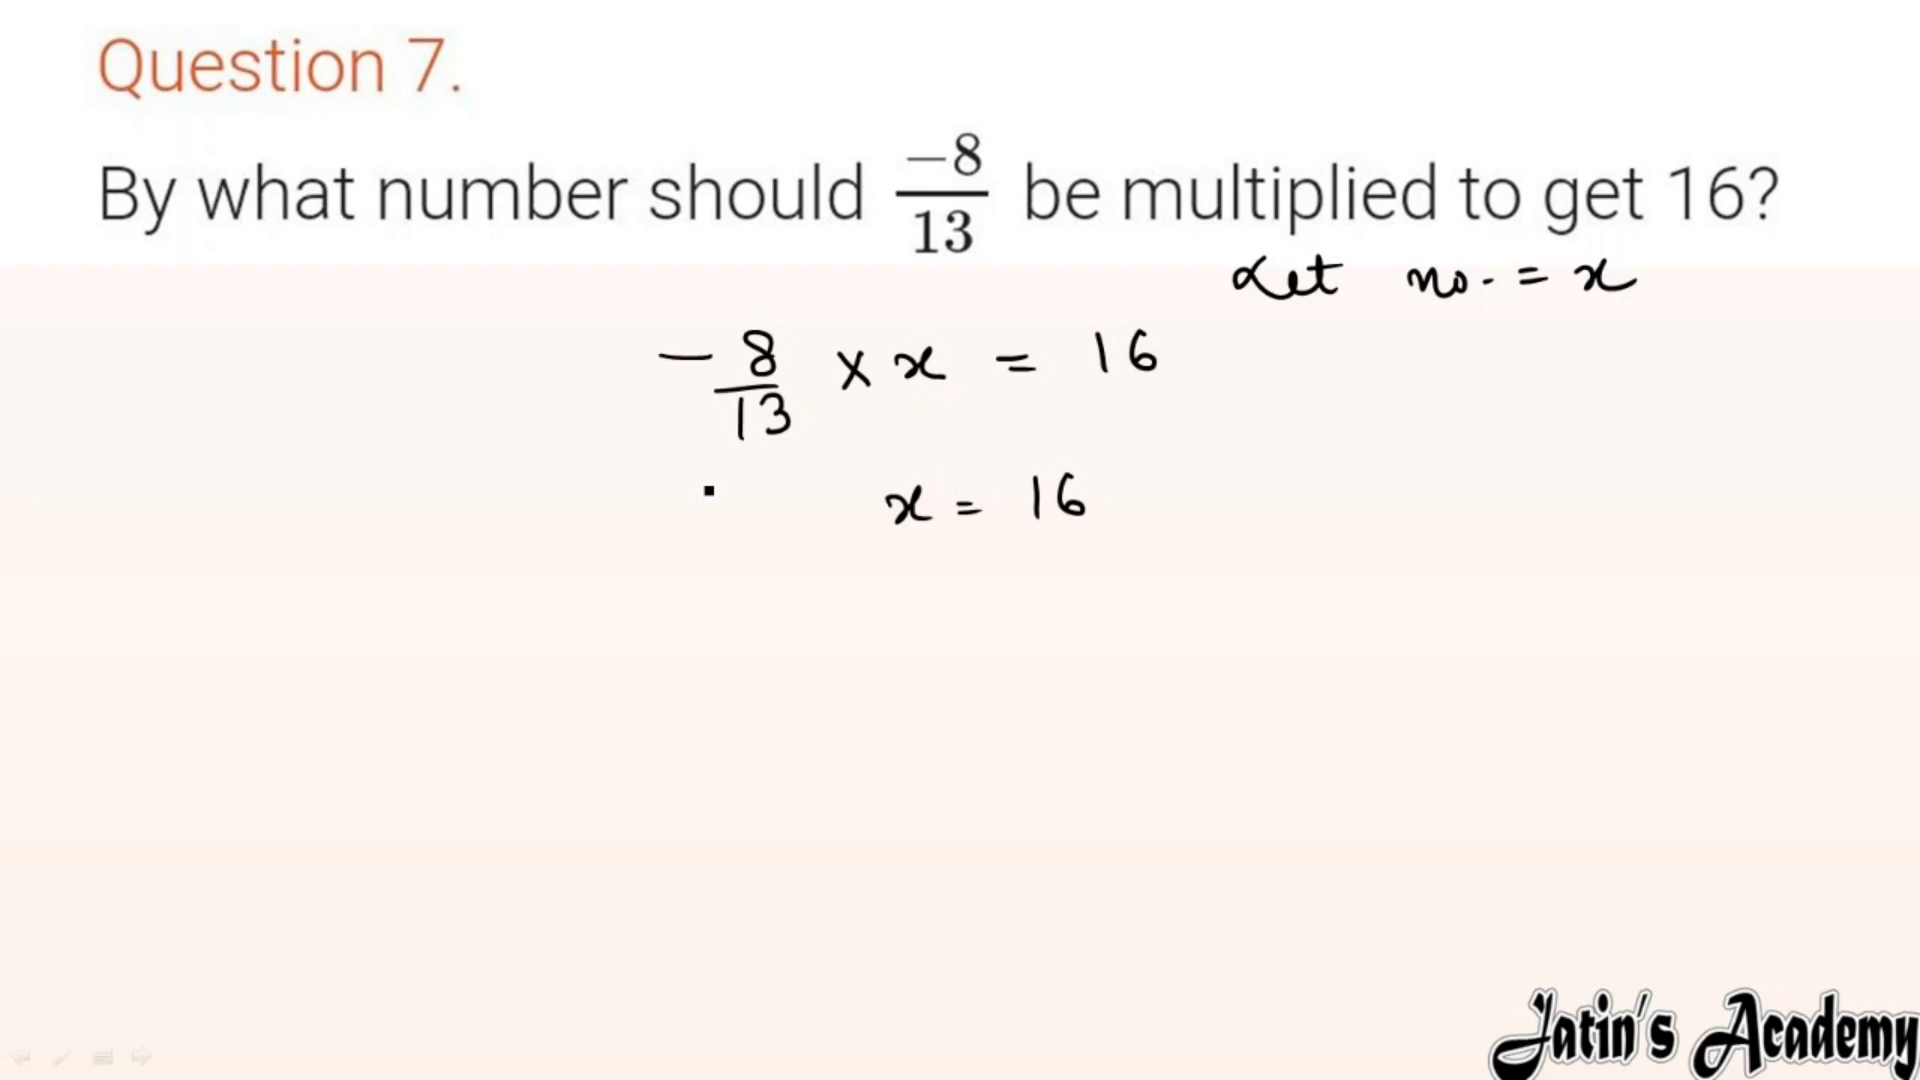 Question 7.
By what number should -8/13 be multiplied to get 16?
Let no. = x
- 8/13 × x = 16
x = 16
Jatin's Academy